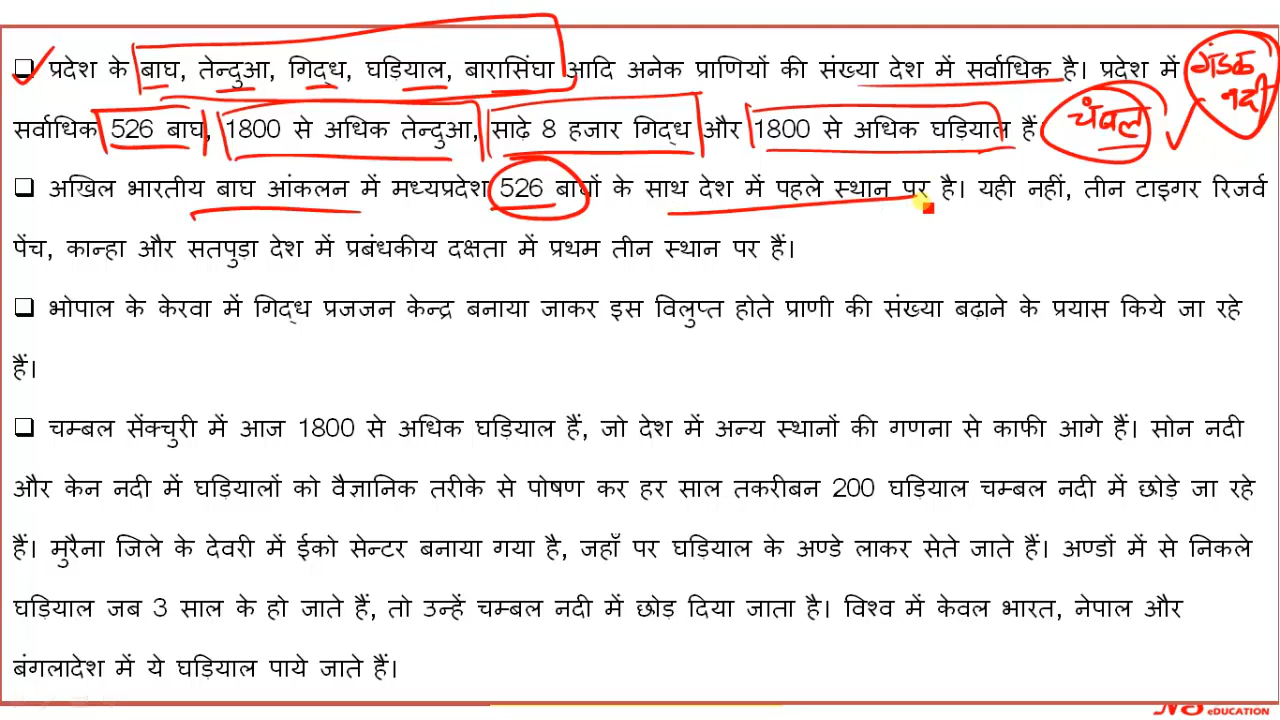 ❑ प्रदेश के बाघ, तेन्दुआ, गिद्ध, घड़ियाल, बारासिंघा आदि अनेक प्राणियों की संख्या देश में सर्वाधिक है। प्रदेश में
गंडक
नदी
सर्वाधिक 526 बाघ, 1800 से अधिक तेन्दुआ, साढ़े 8 हजार गिद्ध और 1800 से अधिक घड़ियाल हैं
चंबल
❑ अखिल भारतीय बाघ आंकलन में मध्यप्रदेश 526 बाघों के साथ देश में पहले स्थान पर है। यही नहीं, तीन टाइगर रिजर्व
पेंच, कान्हा और सतपुड़ा देश में प्रबंधकीय दक्षता में प्रथम तीन स्थान पर हैं।
❑ भोपाल के केरवा में गिद्ध प्रजजन केन्द्र बनाया जाकर इस विलुप्त होते प्राणी की संख्या बढ़ाने के प्रयास किये जा रहे
हैं।
❑ चम्बल सेंक्चुरी में आज 1800 से अधिक घड़ियाल हैं, जो देश में अन्य स्थानों की गणना से काफी आगे हैं। सोन नदी
और केन नदी में घड़ियालों को वैज्ञानिक तरीके से पोषण कर हर साल तकरीबन 200 घड़ियाल चम्बल नदी में छोड़े जा रहे
हैं। मुरैना जिले के देवरी में ईको सेन्टर बनाया गया है, जहाँ पर घड़ियाल के अण्डे लाकर सेते जाते हैं। अण्डों में से निकले
घड़ियाल जब 3 साल के हो जाते हैं, तो उन्हें चम्बल नदी में छोड़ दिया जाता है। विश्व में केवल भारत, नेपाल और
बंगलादेश में ये घड़ियाल पाये जाते हैं।
eDUCATION